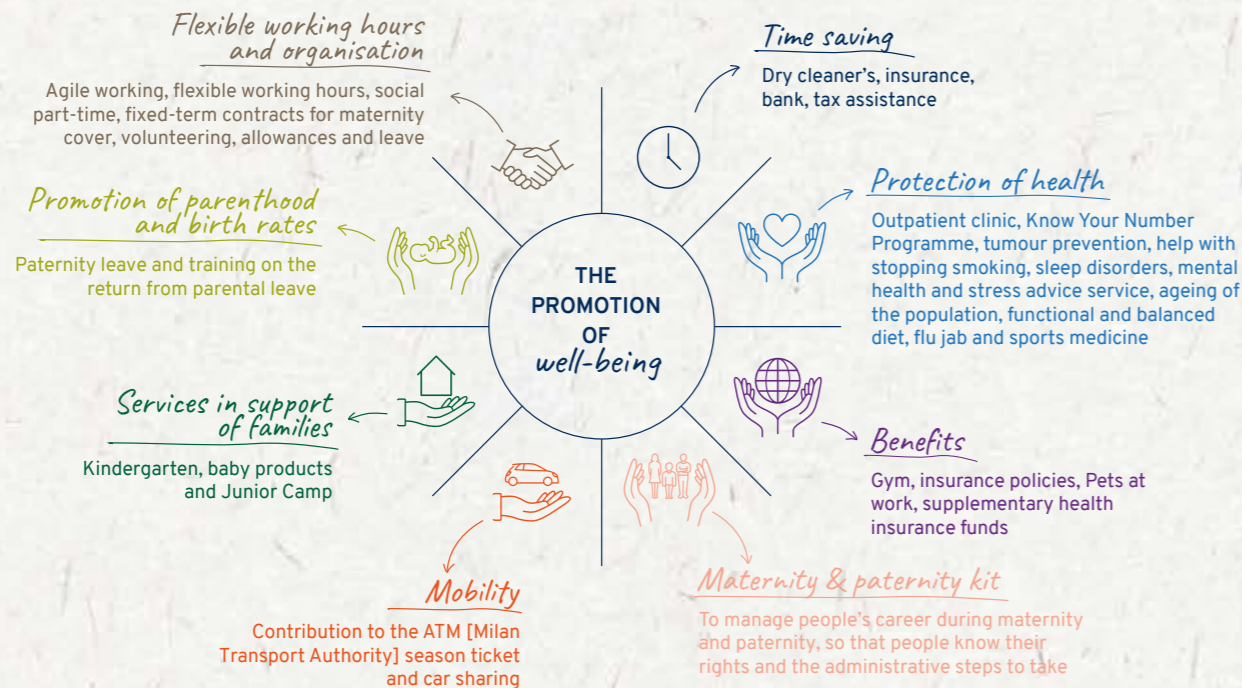 Flexible working hours
and organisation
Agile working, flexible working hours, social
part-time, fixed-term contracts for maternity
cover, volunteering, allowances and leave
Time saving
Dry cleaner's, insurance,
bank, tax assistance
Promotion of parenthood
and birth rates
Paternity leave and training on the
return from parental leave
Protection of health
Outpatient clinic, Know Your Number
Programme, tumour prevention, help with
stopping smoking, sleep disorders, mental
health and stress advice service, ageing of
the population, functional and balanced
diet, flu jab and sports medicine
THE
PROMOTION
OF
well-being
Services in support
of families
Kindergarten, baby products
and Junior Camp
Benefits
Gym, insurance policies, Pets at
work, supplementary health
insurance funds
Mobility
Contribution to the ATM [Milan
Transport Authority] season ticket
and car sharing
Maternity & paternity kit
To manage people's career during maternity
and paternity, so that people know their
rights and the administrative steps to take